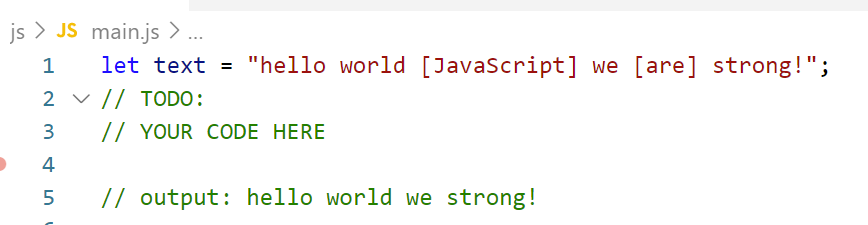 js > JS main.js > ...
1 let text = "hello world [JavaScript] we [are] strong!";
2 // TODO:
3 // YOUR CODE HERE
4
5 // output: hello world we strong!